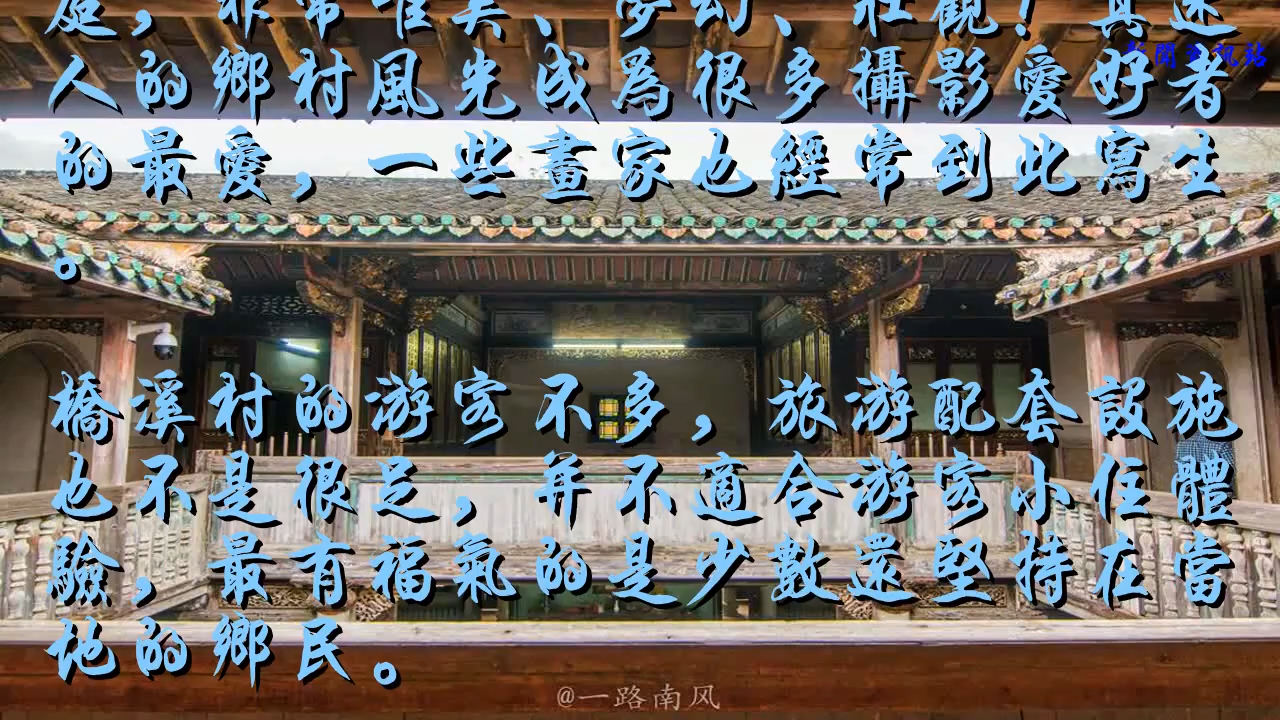 庭，非常唯美、夢幻、壯觀！真迷
人的鄉村風光成爲很多攝影愛好者
的最愛，一些畫家也經常到此寫生
。
橋溪村的游客不多，旅游配套設施
也不是很足，并不適合游客小住體
驗，最有福氣的是少數還堅持在當
地的鄉民。
@一路南风